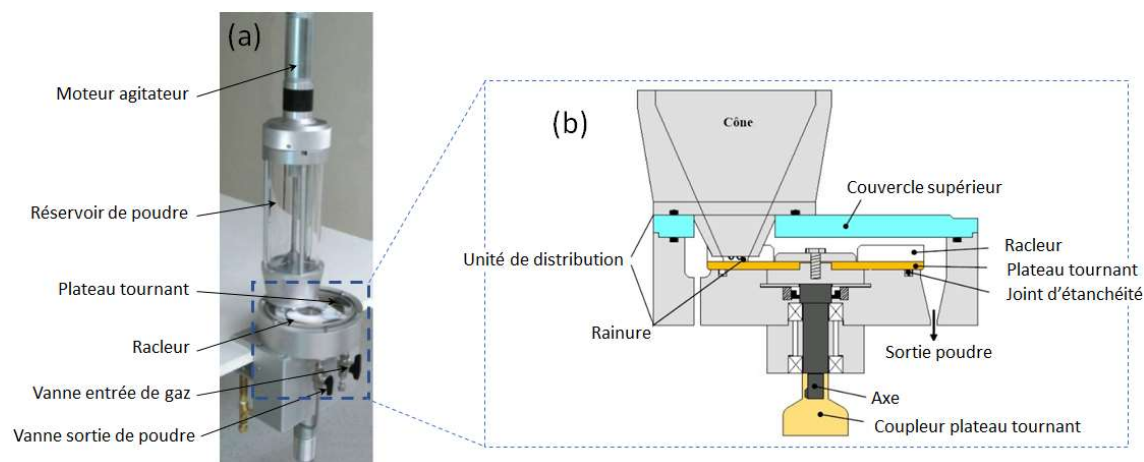 (a)
Moteur agitateur
Réservoir de poudre
Plateau tournant
Racleur
Vanne entrée de gaz
Vanne sortie de poudre
(b)
Cône
Couvercle supérieur
Unité de distribution
Racleur
Plateau tournant
Joint d'étanchéité
Rainure
Sortie poudre
Axe
Coupleur plateau tournant